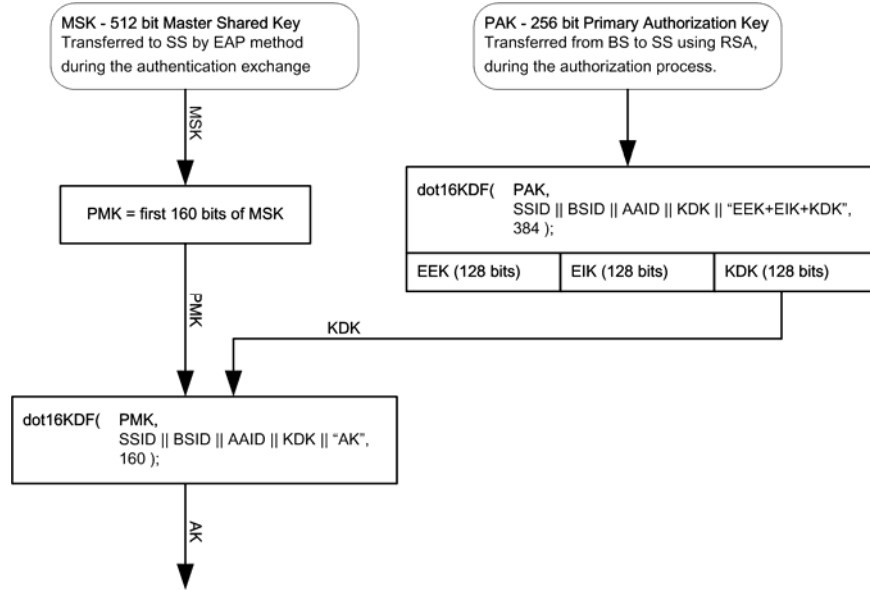 MSK - 512 bit Master Shared Key
Transferred to SS by EAP method
during the authentication exchange
PAK - 256 bit Primary Authorization Key
Transferred from BS to SS using RSA,
during the authorization process.
MSK
PMK = first 160 bits of MSK
dot16KDF( PAK,
SSID || BSID || AAID || KDK || “EEK+EIK+KDK”,
384 );
EEK (128 bits)
EIK (128 bits)
KDK (128 bits)
PMK
KDK
dot16KDF( PMK,
SSID || BSID || AAID || KDK || “AK”,
160 );
AK